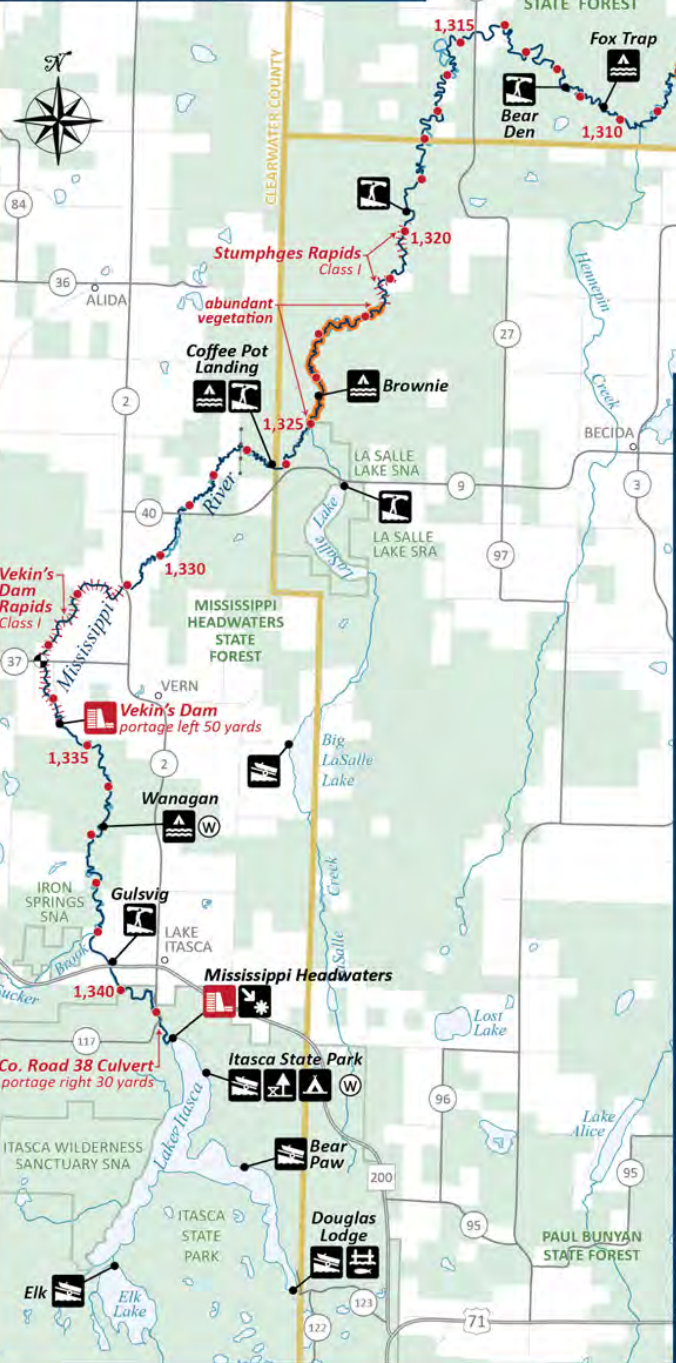 STATE FOREST
1,315
Fox Trap
N
Bear
Den
1,310
CLEARWATER COUNTY
84
1,320
Stumphges Rapids
Class I
Hennepin
Creek
36
ALIDA
abundant
vegetation
27
Coffee Pot
Landing
Brownie
2
1,325
BECIDA
LA SALLE
LAKE SNA
River
9
3
40
Lake
LaSalle
LA SALLE
LAKE SRA
97
1,330
Vekin's
Dam
Rapids
Class I
Mississippi
MISSISSIPPI
HEADWATERS
STATE
FOREST
37
VERN
Vekin's Dam
portage left 50 yards
1,335
2
Big
LaSalle
Lake
Wanagan
W
Creek
LaSalle
IRON
SPRINGS
SNA
Gulsvig
LAKE
ITASCA
Brook
Sucker
1,340
Mississippi Headwaters
Lost
Lake
117
Co. Road 38 Culvert
portage right 30 yards
Itasca State Park
W
96
Lake Itasca
Lake
Alice
ITASCA WILDERNESS
SANCTUARY SNA
Bear
Paw
200
95
ITASCA
STATE
PARK
Douglas
Lodge
95
PAUL BUNYAN
STATE FOREST
Elk
Elk
Lake
123
122
71